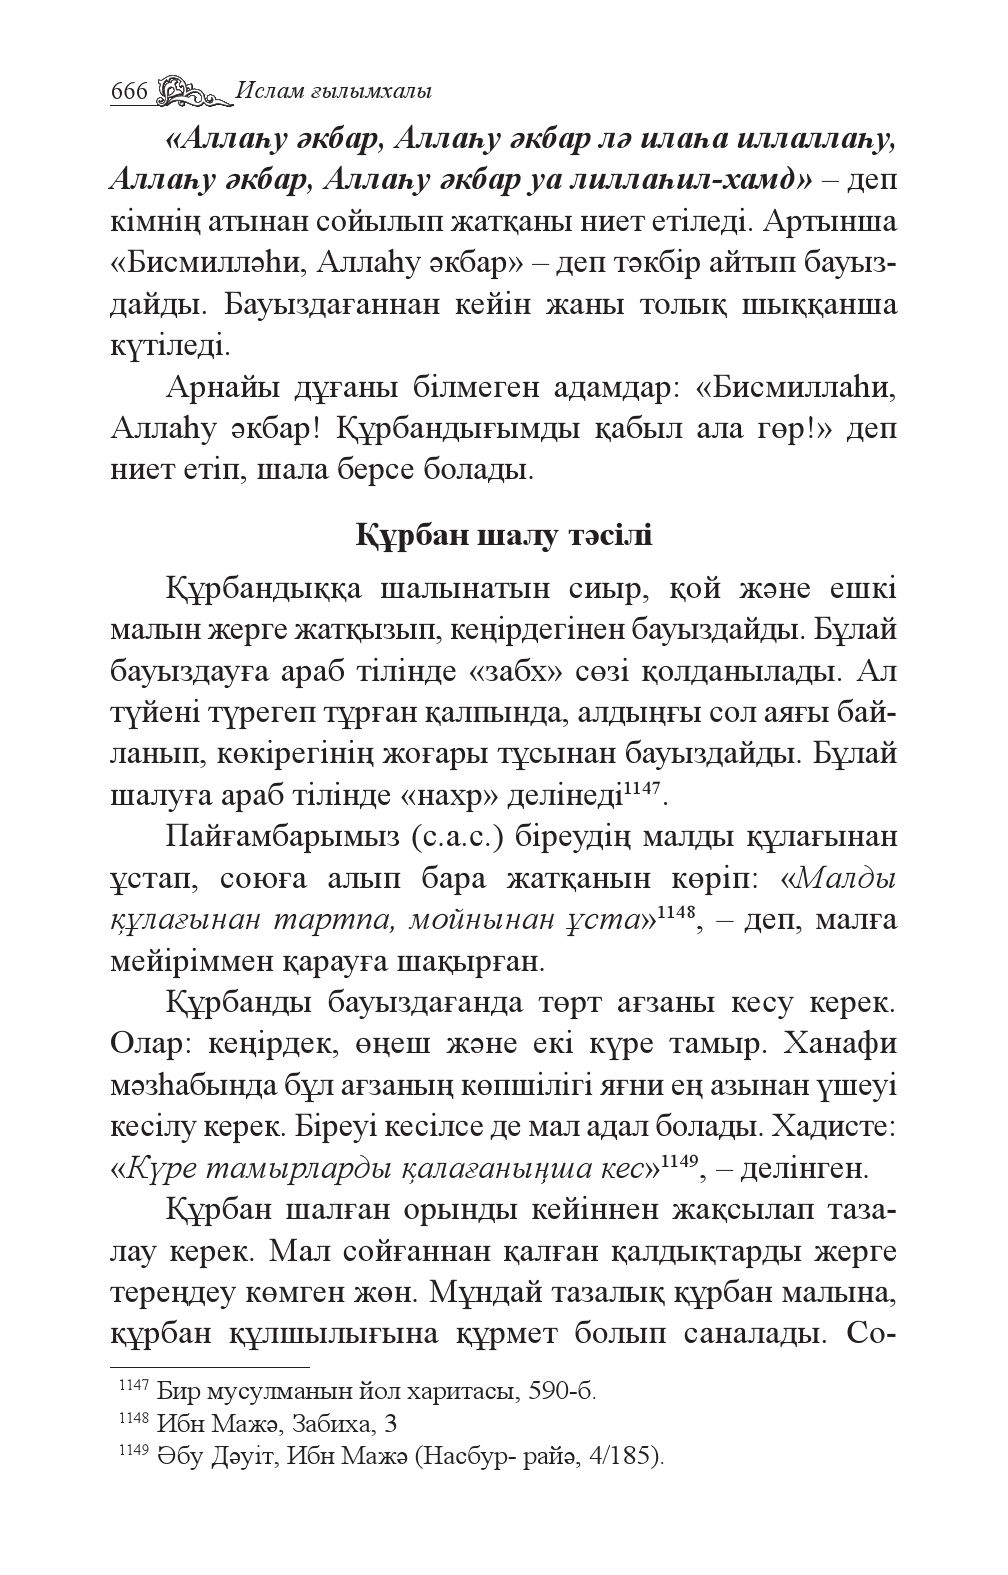 666 Ислам ғылымхалы
«Аллаһу әкбар, Аллаһу әкбар лә илаһа иллаллаһу,
Аллаһу әкбар, Аллаһу әкбар уа лиллаһил-хамд» – деп
кімнің атынан сойылып жатқаны ниет етіледі. Артынша
«Бисмилләһи, Аллаһу әкбар» – деп тәкбір айтып бауыз-
дайды. Бауыздағаннан кейін жаны толық шыққанша
күтіледі.
Арнайы дұғаны білмеген адамдар: «Бисмиллаһи,
Аллаһу әкбар! Құрбандығымды қабыл ала гөр!» деп
ниет етіп, шала берсе болады.
Құрбан шалу тәсілі
Құрбандыққа шалынатын сиыр, қой және ешкі
малын жерге жатқызып, кеңірдегінен бауыздайды. Бұлай
бауыздауға араб тілінде «забх» сөзі қолданылады. Ал
түйені түрегеп тұрған қалпында, алдыңғы сол аяғы бай-
ланып, көкірегінің жоғары тұсынан бауыздайды. Бұлай
шалуға араб тілінде «нахр» делінеді¹¹⁴⁷.
Пайғамбарымыз (с.а.с.) біреудің малды құлағынан
ұстап, союға алып бара жатқанын көріп: «Малды
құлағынан тартпа, мойнынан ұста»¹¹⁴⁸, – деп, малға
мейіріммен қарауға шақырған.
Құрбанды бауыздағанда төрт ағзаны кесу керек.
Олар: кеңірдек, өңеш және екі күре тамыр. Ханафи
мәзһабында бұл ағзаның көпшілігі яғни ең азынан үшеуі
кесілу керек. Біреуі кесілсе де мал адал болады. Хадисте:
«Күре тамырларды қалағаныңша кес»¹¹⁴⁹, – делінген.
Құрбан шалған орынды кейіннен жақсылап таза-
лау керек. Мал сойғаннан қалған қалдықтарды жерге
тереңдеу көмген жөн. Мұндай тазалық құрбан малына,
құрбан құлшылығына құрмет болып саналады. Со-
¹¹⁴⁷ Бир мусулманын йол харитасы, 590-б.
¹¹⁴⁸ Ибн Мажә, Забиха, 3
¹¹⁴⁹ Әбу Дәуіт, Ибн Мажә (Насбур- райә, 4/185).